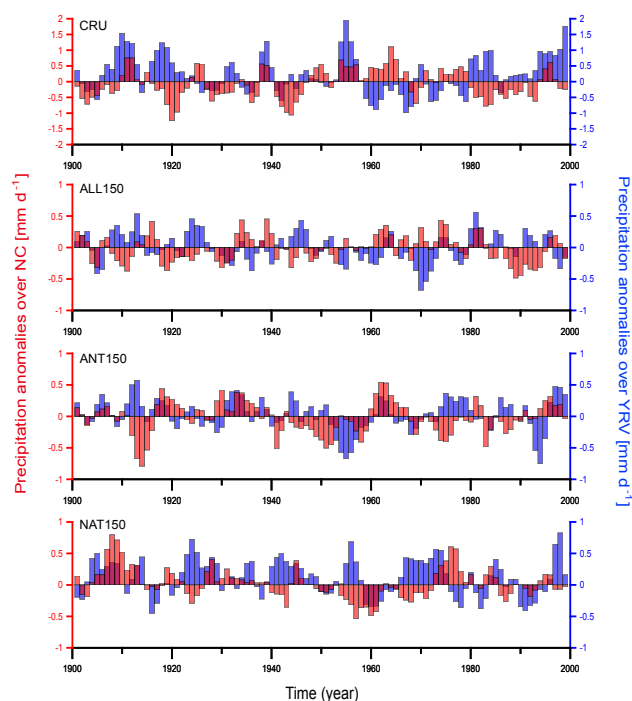 CRU
2 2
1.5 1.5
1 1
0.5 0.5
0 0
-0.5 -0.5
-1 -1
-1.5 -1.5
-2 2
1900 1920 1940 1960 1980 2000
ALL150
1 1
0.5 0.5
0 0
-0.5 -0.5
-1 -1
1900 1920 1940 1960 1980 2000
ANT150
1 1
0.5 0.5
0 0
-0.5 -0.5
-1 -1
1900 1920 1940 1960 1980 2000
NAT150
1 1
0.5 0.5
0 0
-0.5 -0.5
-1 -1
1900 1920 1940 1960 1980 2000
Time (year)
Precipitation anomalies over NC [mm d⁻¹]
Precipitation anomalies over YRV [mm d⁻¹]